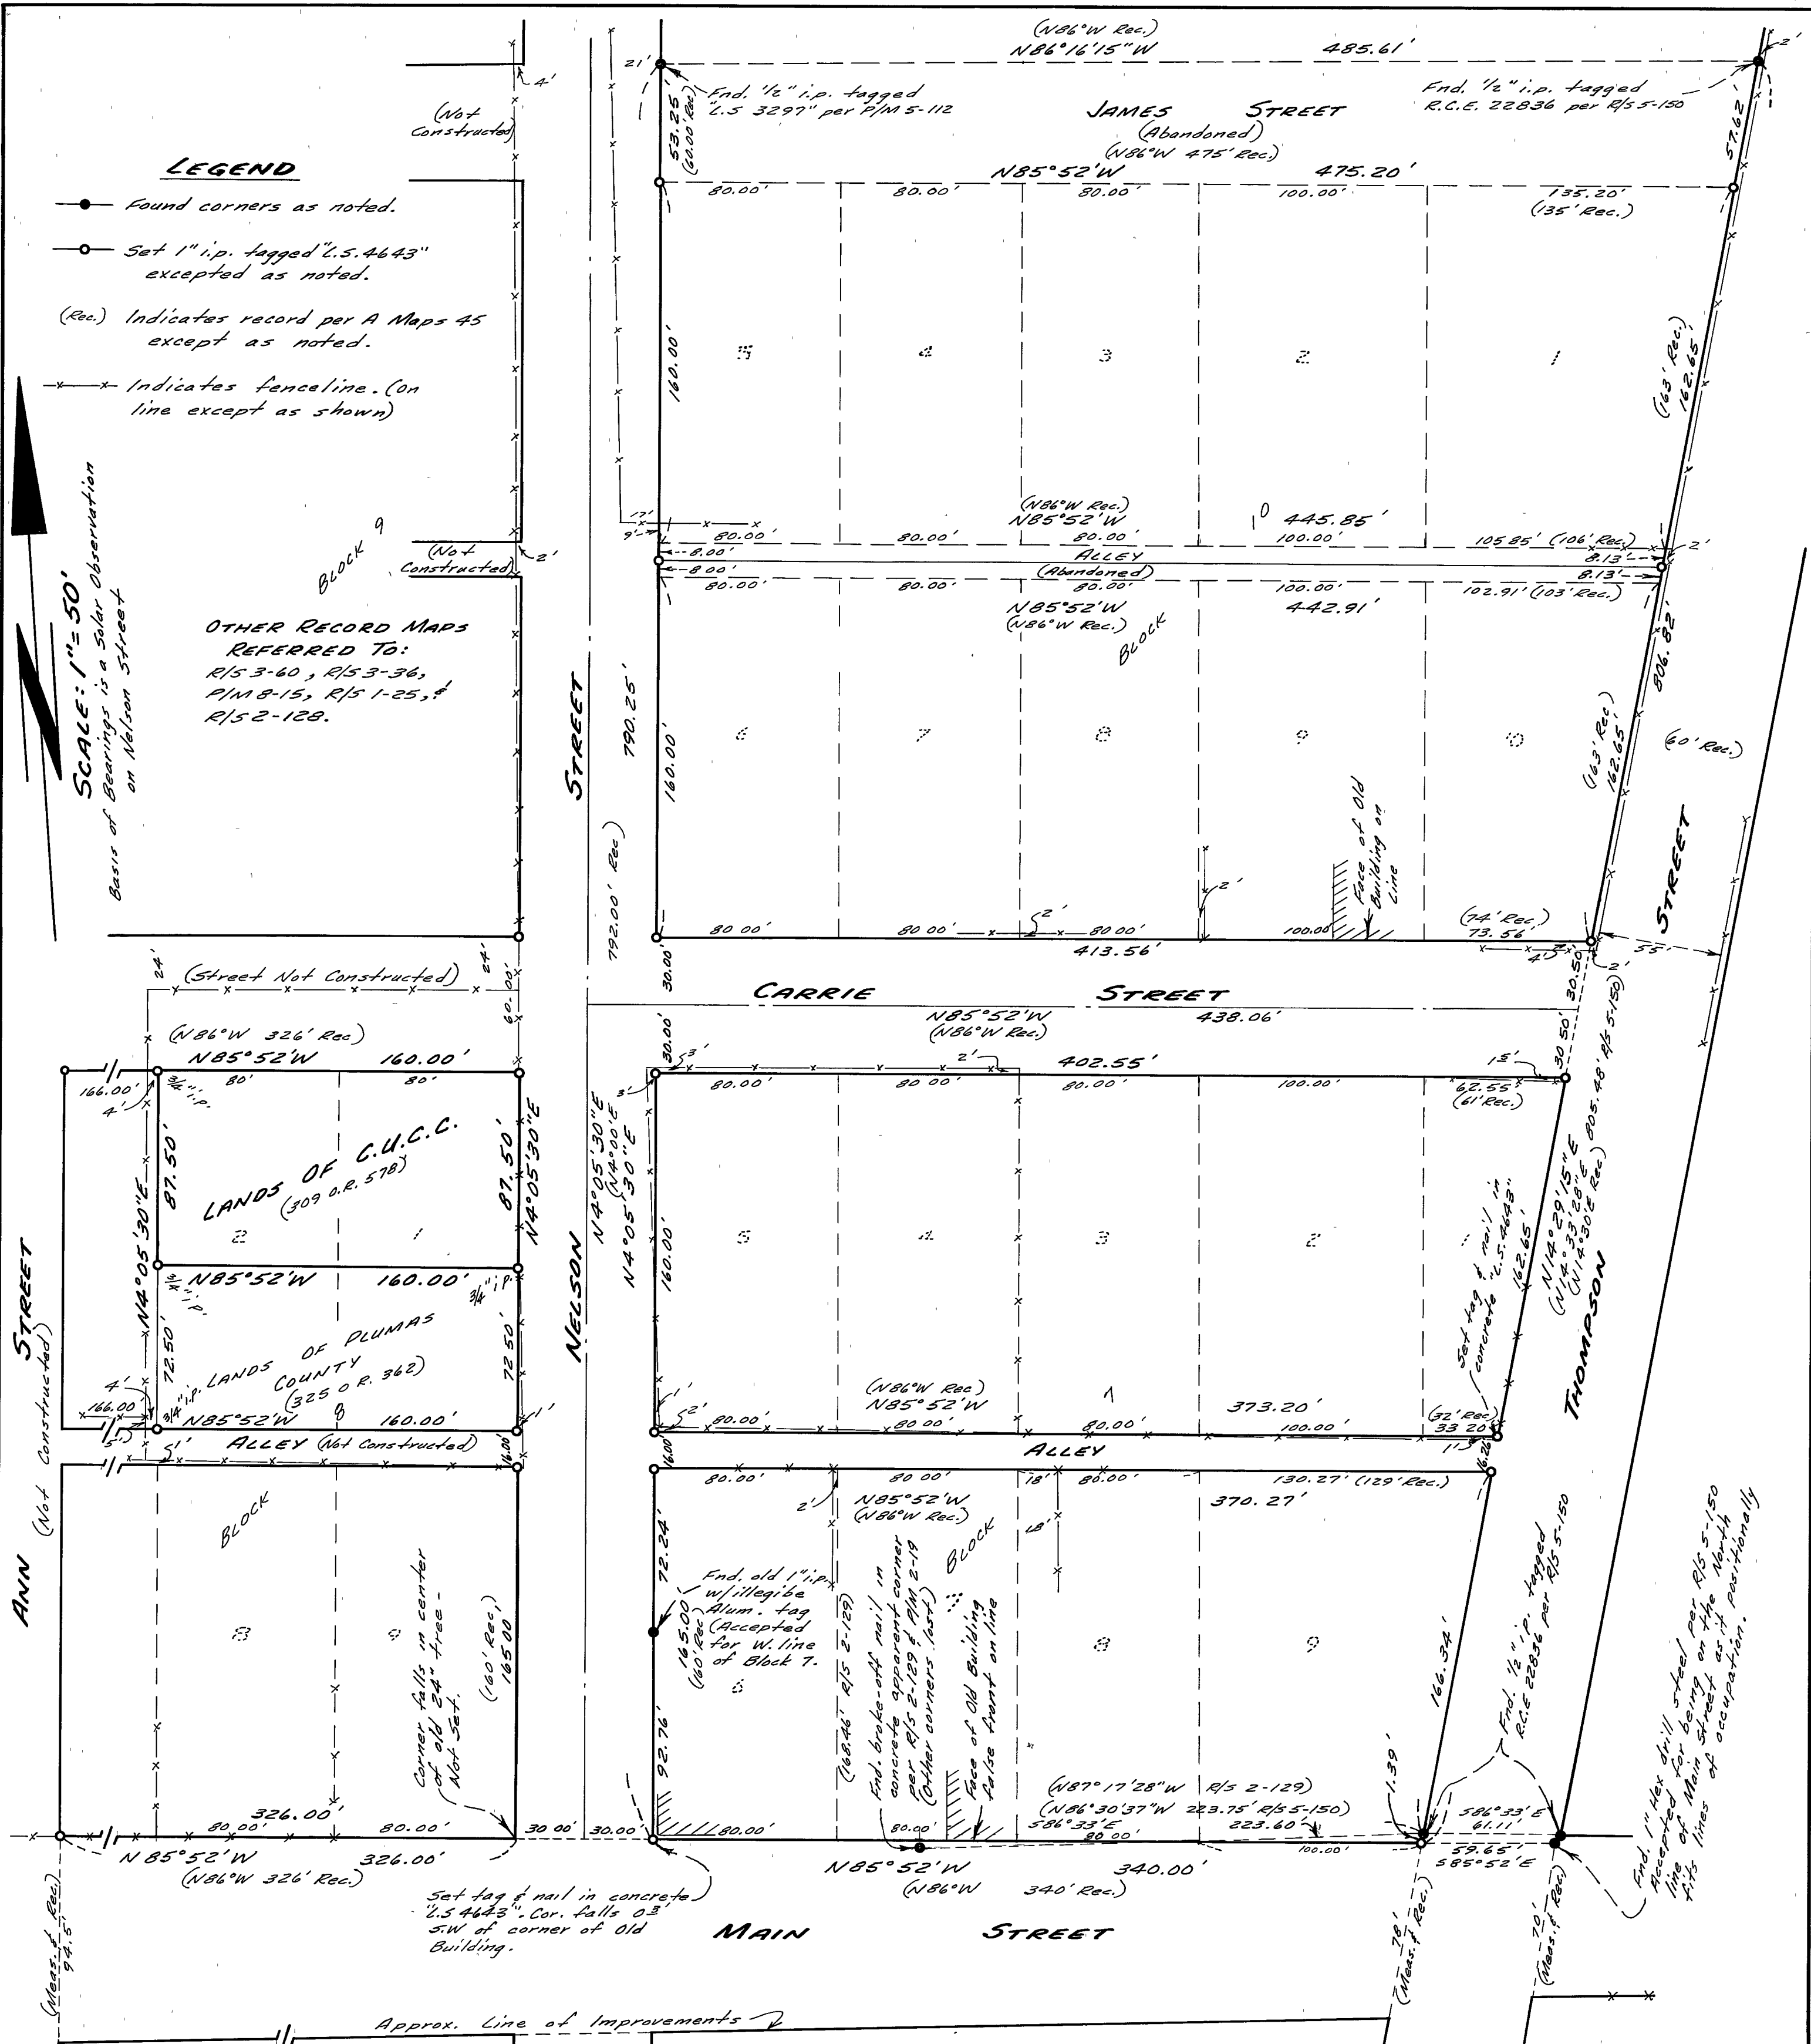 (N86°W Rec.)
N86°16'15"W 485.61'
2'
21'
4'
Fnd. 1/2" i.p. tagged
"L.S 3297" per P/M 5-112
Fnd. 1/2" i.p. tagged
R.C.E. 22836 per R/S 5-150
53.25'
(60.00' Rec)
57.62'
JAMES STREET
(Abandoned)
(N86°W 475' Rec.)
N85°52'W 475.20'
80.00' 80.00' 80.00' 100.00' 135.20'
(135' Rec.)
(Not
Constructed)
LEGEND
Found corners as noted.
Set 1" i.p. tagged "L.S. 4643"
excepted as noted.
(Rec.) Indicates record per A Maps 45
except as noted.
x x Indicates fenceline. (on
line except as shown)
SCALE: 1" = 50'
Basis of Bearings is a Solar Observation
on Nelson Street
OTHER RECORD MAPS
REFERRED TO:
R/S 3-60, R/S 3-36,
P/M 8-15, R/S 1-25, &
R/S 2-128.
BLOCK 9
(Not
Constructed)
2'
160.00'
5 4 3 2 1
(163' Rec.)
162.65'
17'
9'
(N86°W Rec.)
N85°52'W 10 445.85'
80.00' 80.00' 80.00' 100.00' 105.85' (106' Rec.)
2'
8.00' ALLEY 8.13'
8.00' (Abandoned) 8.13'
80.00' 80.00' 80.00' 100.00' 102.91' (103' Rec.)
N85°52'W 442.91'
(N86°W Rec.)
BLOCK
806.82'
STREET
790.25'
(792.00' Rec)
160.00'
6 7 8 9 10
(163' Rec)
162.65'
(60' Rec.)
STREET
Face of Old
Building on
Line
2'
2'
80.00' 80.00' 80.00' 100.00' (74' Rec.)
73.56'
413.56'
4'
2'
55'
24' (Street Not Constructed) 24'
60.00'
30.00'
CARRIE STREET
N85°52'W 438.06'
(N86°W Rec.)
30.50'
30.50'
30.00'
(N86°W 326' Rec)
N85°52'W 160.00'
166.00' 80' 80'
4'
3/4" i.p.
3' 2' 402.55' 1.5'
3'
80.00' 80.00' 80.00' 100.00' 62.55'
(61' Rec.)
N4°05'30"E
87.50'
LANDS OF C.U.C.C.
(309 O.R. 578)
87.50'
N4°05'30"E
2 1
N85°52'W 160.00'
3/4" i.p.
3/4" i.p.
72.50'
LANDS OF PLUMAS
COUNTY
(325 O.R. 362)
72.50'
4'
166.00'
3/4" i.p.
N85°52'W 8 160.00'
1'
5'
5' ALLEY (Not Constructed)
16.00'
ANN STREET
(Not Constructed)
NELSON
N4°05'30"E
(N4°00'E
N4°05'30"E
160.00'
5 4 3 2 1
Set tag & nail in
concrete "L.S. 4643"
162.65'
N14°29'15"E
(N14°33'28"E 805.48' R/S 5-150)
(N14°30'E Rec.)
THOMPSON
1'
2'
(N86°W Rec)
N85°52'W 373.20'
80.00' 80.00' 80.00' 100.00' (32' Rec)
33.20'
1'
16.00' ALLEY 16.26'
80.00' 80.00' 18' 80.00' 130.27' (129' Rec.)
2'
N85°52'W 370.27'
(N86°W Rec.)
18'
BLOCK
BLOCK
8 9
Corner falls in center
of old 24" tree -
Not Set.
(160' Rec.)
165.00
72.24'
165.00'
(160' Rec)
92.76'
Fnd. old 1" i.p.
w/illegibe
Alum. tag
(Accepted
for W. line
of Block 7.
6
(168.46' R/S 2-129)
Fnd. broke-off nail in
concrete apparent corner
per R/S 2-129 & P/M 2-19
(Other corners lost)
Face of Old Building
false front on line
8 9
166.34'
1.39'
Fnd. 1/2" i.p. tagged
R.C.E 22836 per R/S 5-150
(N87°17'28"W R/S 2-129)
(N86°30'37"W 223.75' R/S 5-150)
S86°33'E 223.60'
S86°33'E
61.11'
59.65'
S85°52'E
326.00'
80.00' 80.00' 30.00' 30.00' 80.00' 80.00' 80.00' 100.00'
N85°52'W 326.00'
(N86°W 326' Rec.)
N85°52'W 340.00'
(N86°W 340' Rec.)
Set tag & nail in concrete
"L.S 4643". Cor. falls 0.3'
S.W of corner of Old
Building.
MAIN STREET
Fnd. 1" Hex drill steel per R/S 5-150
Accepted for being on the North
line of Main Street as it positionally
fits lines of occupation.
(Meas. & Rec.)
94.5'
78'
(Meas. & Rec.)
70'
(Meas. & Rec.)
Approx. Line of Improvements